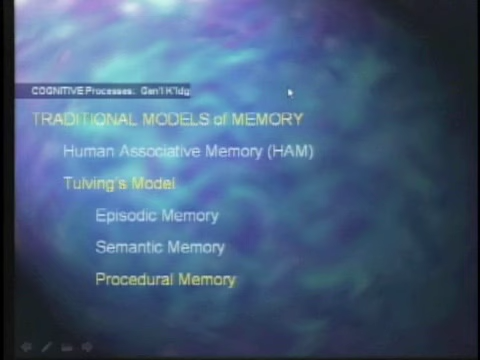 COGNITIVE Processes: Gen'l K'ldg
TRADITIONAL MODELS of MEMORY
Human Associative Memory (HAM)
Tulving's Model
Episodic Memory
Semantic Memory
Procedural Memory